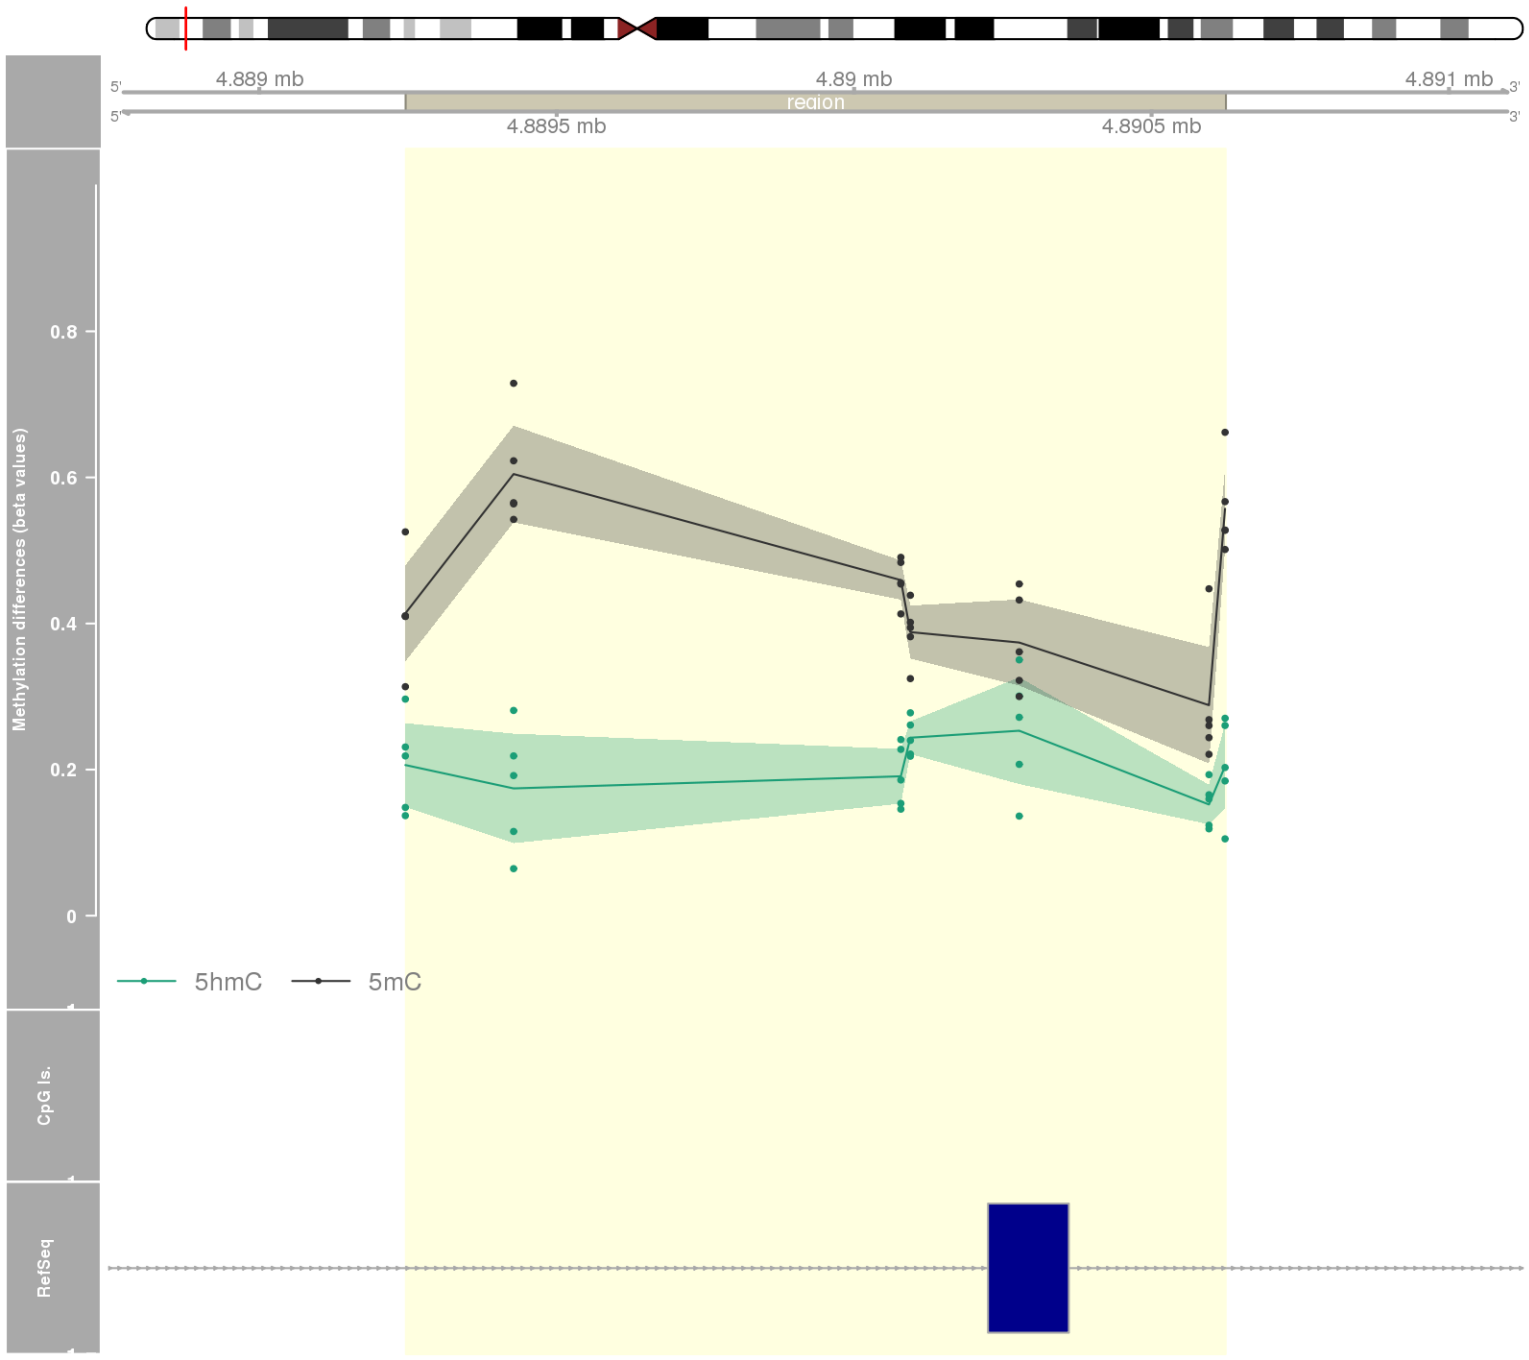 4.889 mb 4.89 mb 4.891 mb
5' 3'
region
5' 3'
4.8895 mb 4.8905 mb
Methylation differences (beta values)
0.8
0.6
0.4
0.2
0
5hmC 5mC
CpG Is.
RefSeq